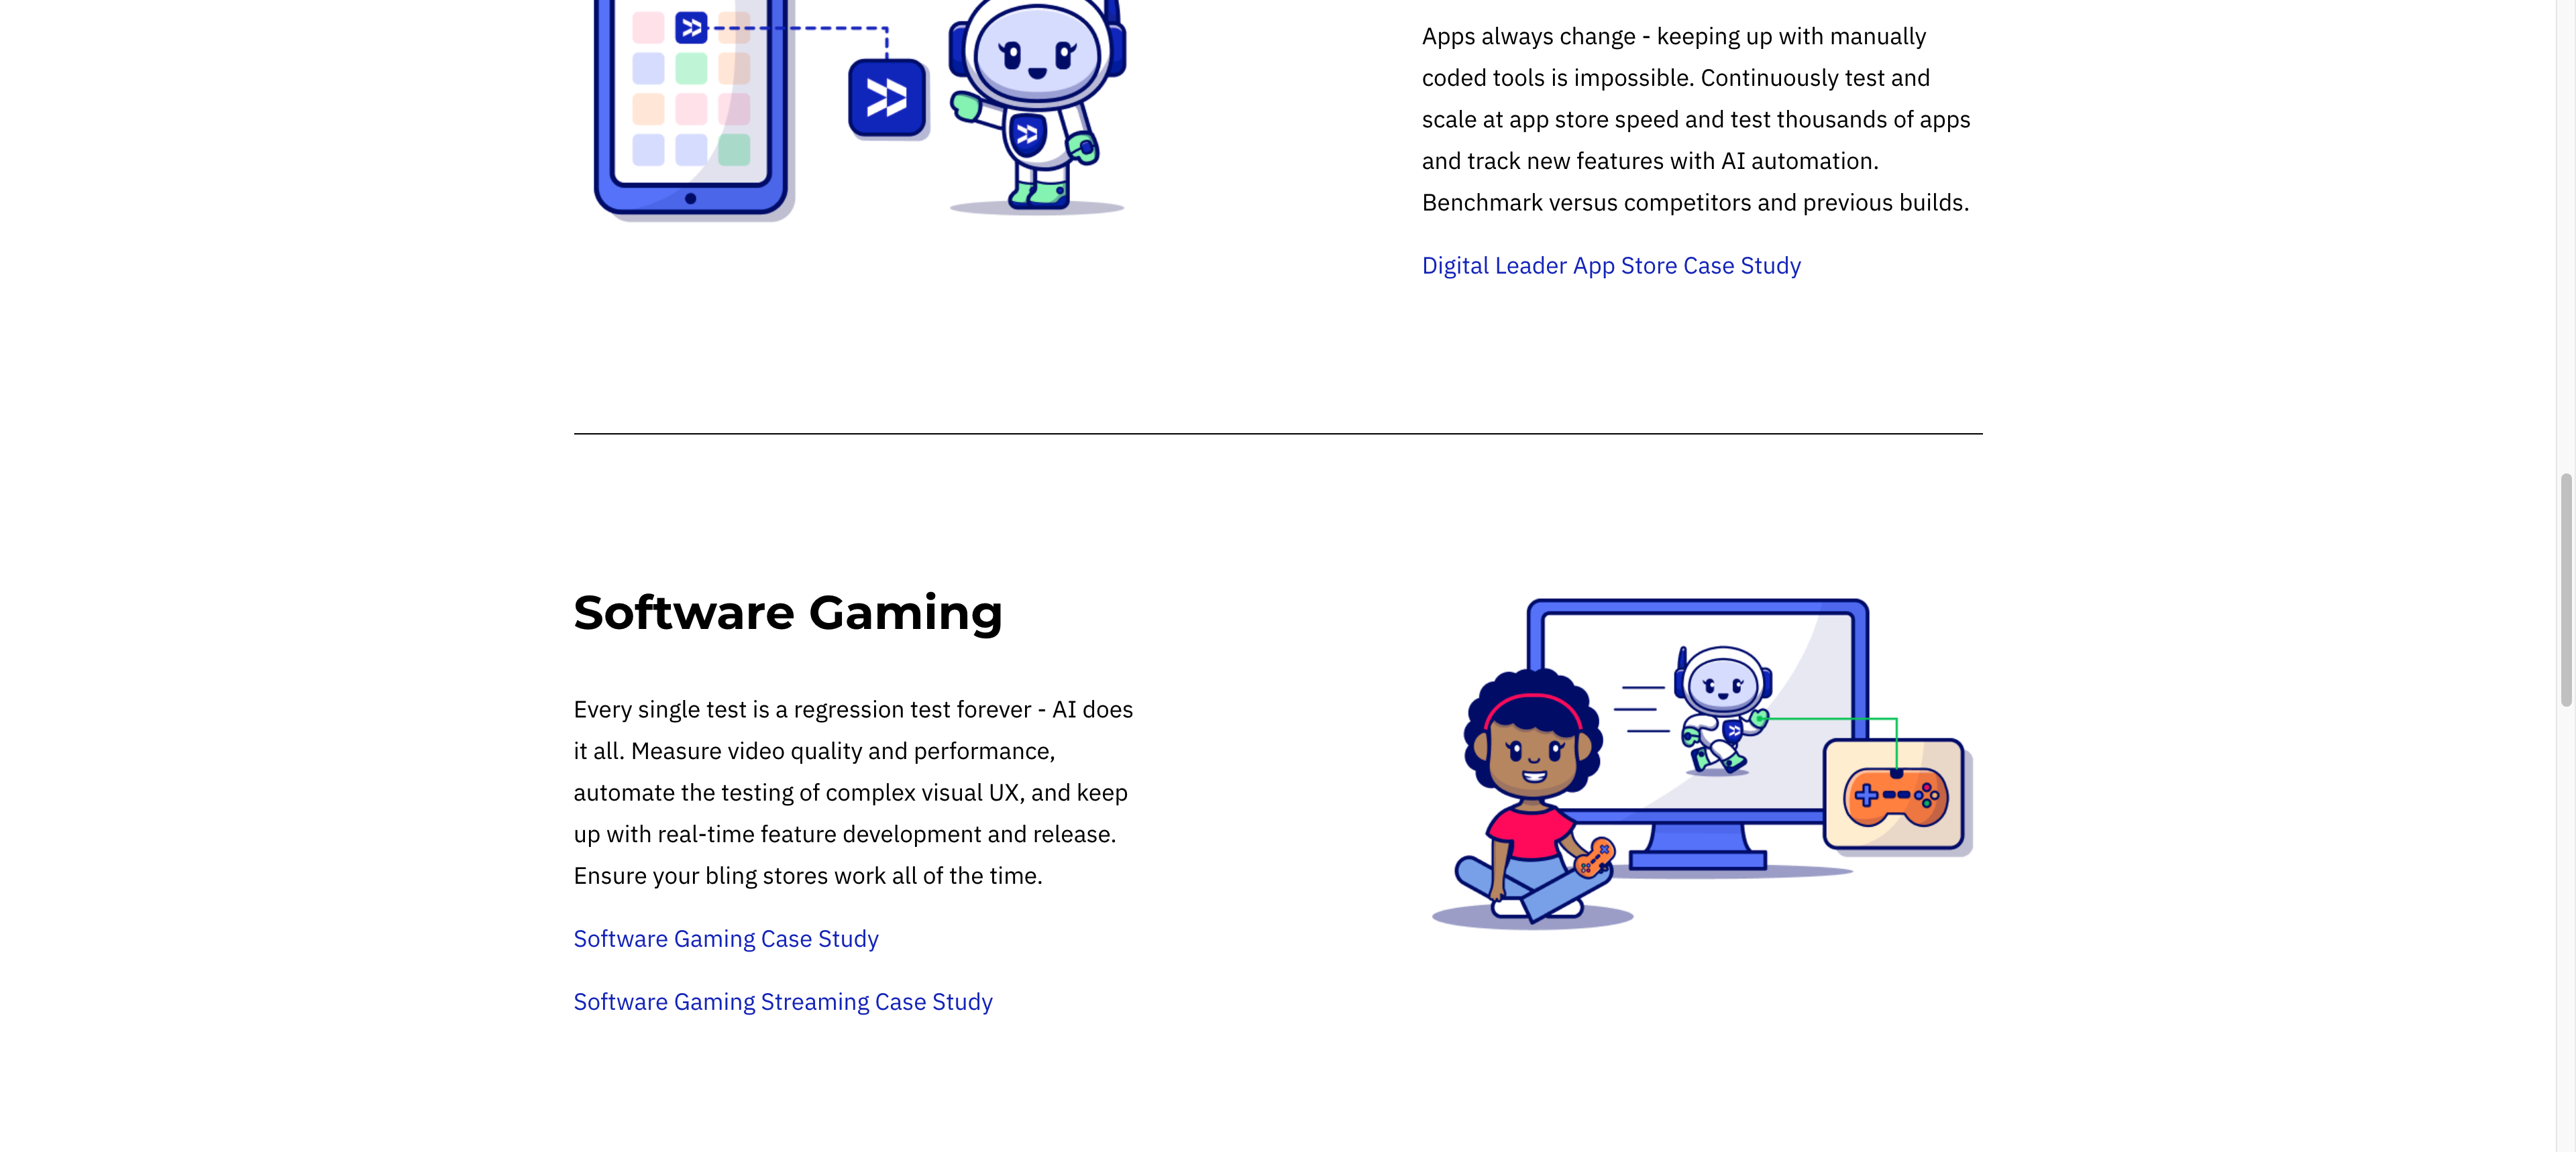 Apps always change - keeping up with manually
coded tools is impossible. Continuously test and
scale at app store speed and test thousands of apps
and track new features with AI automation.
Benchmark versus competitors and previous builds.
Digital Leader App Store Case Study
Software Gaming
Every single test is a regression test forever - AI does
it all. Measure video quality and performance,
automate the testing of complex visual UX, and keep
up with real-time feature development and release.
Ensure your bling stores work all of the time.
Software Gaming Case Study
Software Gaming Streaming Case Study